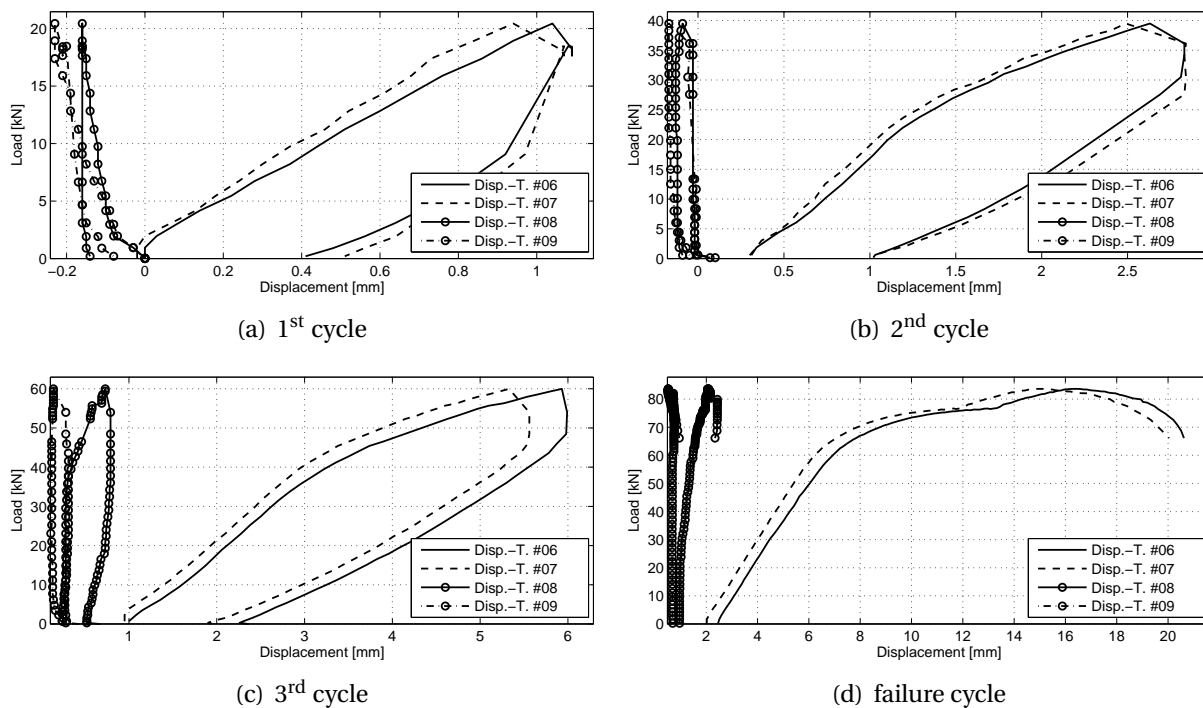 20
15
10
5
0
Load [kN]
−0.2 0 0.2 0.4 0.6 0.8 1
Displacement [mm]
Disp.−T. #06
Disp.−T. #07
Disp.−T. #08
Disp.−T. #09
(a) 1st cycle
40
35
30
25
20
15
10
5
0
Load [kN]
0 0.5 1 1.5 2 2.5
Displacement [mm]
Disp.−T. #06
Disp.−T. #07
Disp.−T. #08
Disp.−T. #09
(b) 2nd cycle
60
50
40
30
20
10
0
Load [kN]
1 2 3 4 5 6
Displacement [mm]
Disp.−T. #06
Disp.−T. #07
Disp.−T. #08
Disp.−T. #09
(c) 3rd cycle
80
70
60
50
40
30
20
10
0
Load [kN]
2 4 6 8 10 12 14 16 18 20
Displacement [mm]
Disp.−T. #06
Disp.−T. #07
Disp.−T. #08
Disp.−T. #09
(d) failure cycle